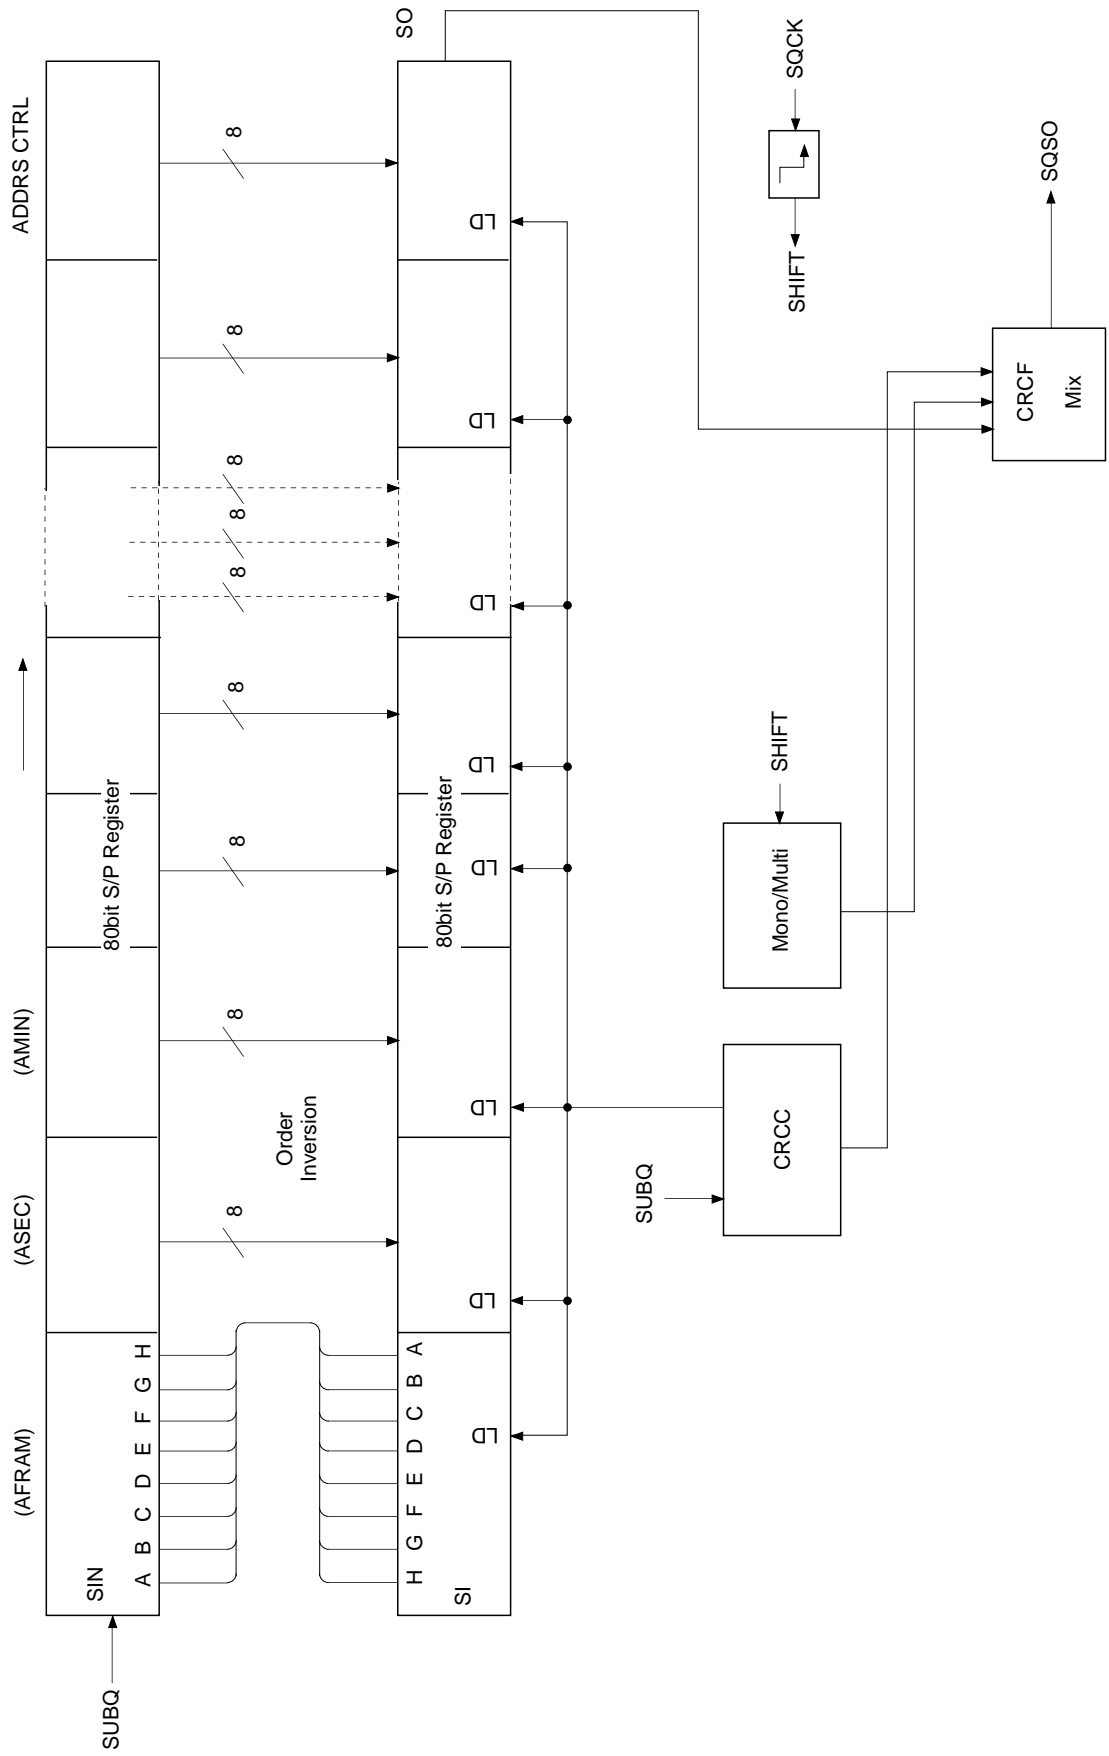 ADDRS CTRL
(AMIN)
(ASEC)
(AFRAM)
SUBQ
SIN
A B C D E F G H
80bit S/P Register
8
8
8
8
8
8
8
8
8
Order
Inversion
SO
H G F E D C B A
SI
80bit S/P Register
LD
LD
LD
LD
LD
LD
LD
LD
SUBQ
CRCC
Mono/Multi
SHIFT
SQCK
SHIFT
CRCF
Mix
SQSO